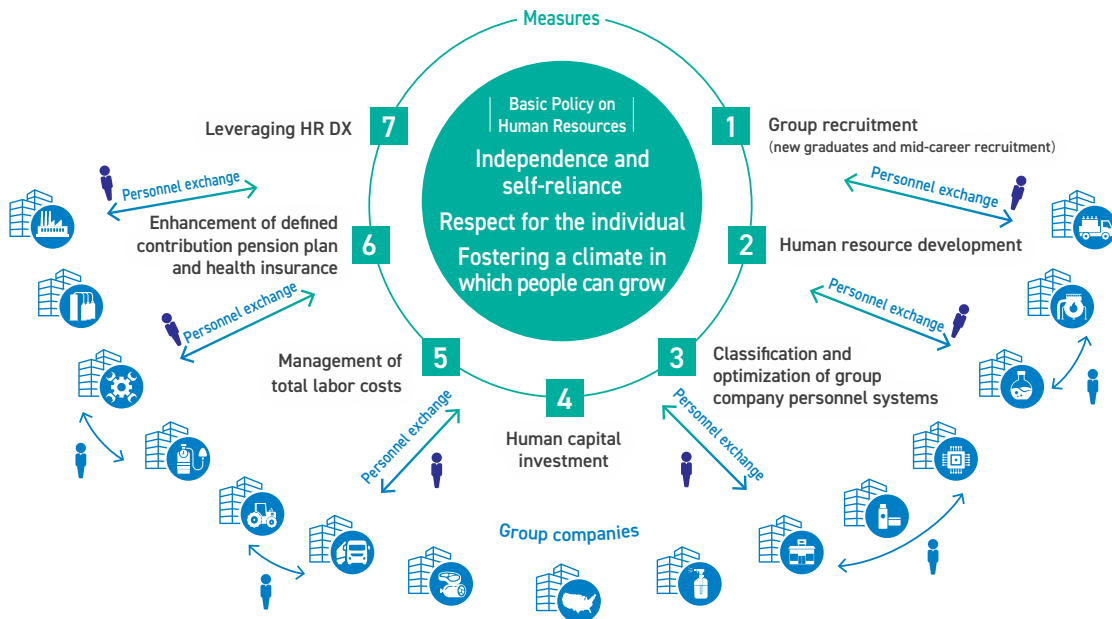 Measures
Basic Policy on
Human Resources
Independence and
self-reliance
Respect for the individual
Fostering a climate in
which people can grow
1
Group recruitment
(new graduates and mid-career recruitment)
Personnel exchange
2
Human resource development
Personnel exchange
3
Classification and
optimization of group
company personnel systems
Personnel exchange
4
Human capital
investment
5
Management of
total labor costs
Personnel exchange
6
Enhancement of defined
contribution pension plan
and health insurance
Personnel exchange
7
Leveraging HR DX
Personnel exchange
Group companies